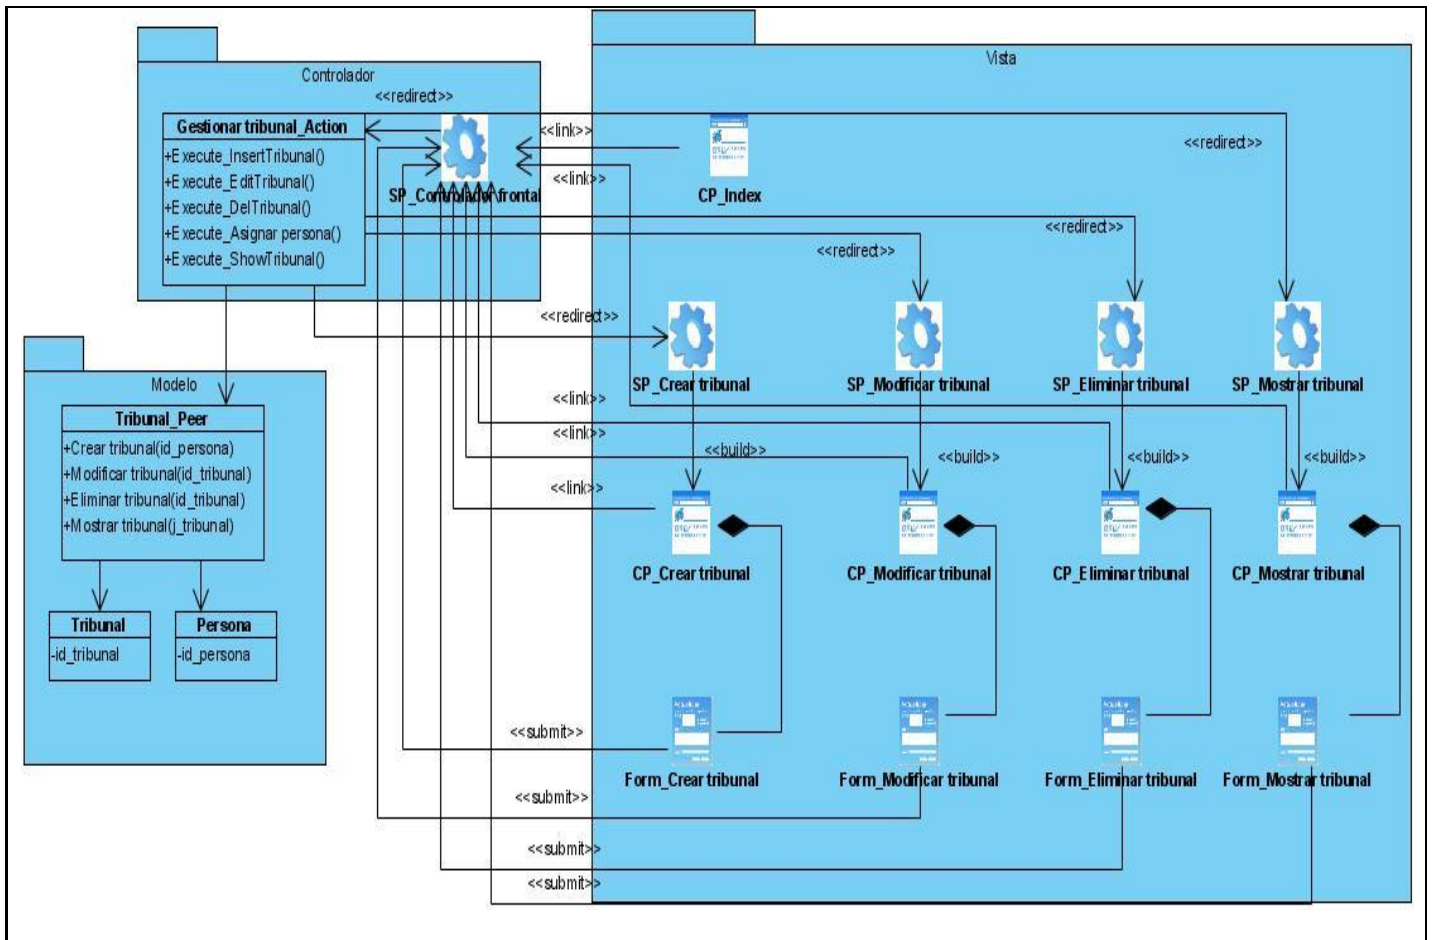 Controlador
<<redirect>>
Gestionar tribunal_Action
+Execute_InsertTribunal()
+Execute_EditTribunal()
+Execute_DelTribunal()
+Execute_Asignar persona()
+Execute_ShowTribunal()
SP_Controlador frontal
Vista
<<link>>
<<link>>
CP_Index
<<redirect>>
<<redirect>>
<<redirect>>
<<redirect>>
SP_Crear tribunal
SP_Modificar tribunal
SP_Eliminar tribunal
SP_Mostrar tribunal
Modelo
Tribunal_Peer
+Crear tribunal(id_persona)
+Modificar tribunal(id_tribunal)
+Eliminar tribunal(id_tribunal)
+Mostrar tribunal(j_tribunal)
Tribunal
-id_tribunal
Persona
-id_persona
<<link>>
<<link>>
<<link>>
<<build>>
<<build>>
<<build>>
<<build>>
CP_Crear tribunal
CP_Modificar tribunal
CP_Eliminar tribunal
CP_Mostrar tribunal
<<submit>>
Form_Crear tribunal
Form_Modificar tribunal
Form_Eliminar tribunal
Form_Mostrar tribunal
<<submit>>
<<submit>>
<<submit>>